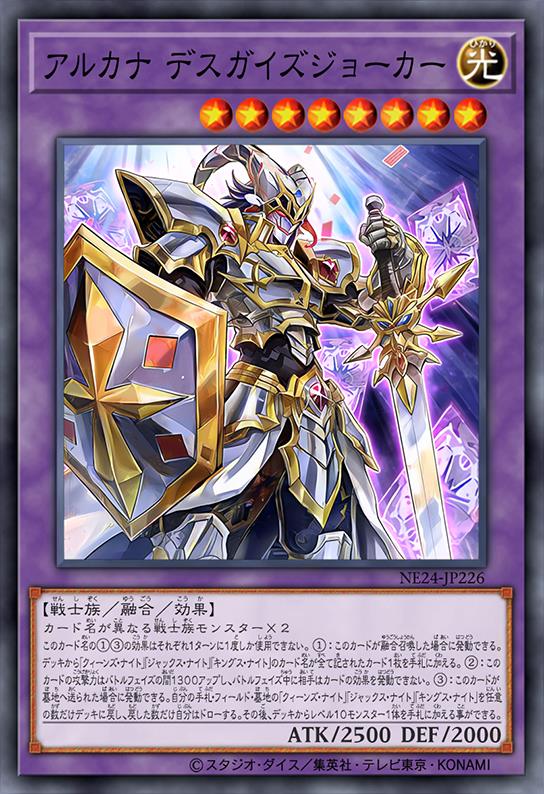 アルカナ デスガイズジョーカー
光
NE24-JP226
【戦士族／融合／効果】
カード名が異なる戦士族モンスター×２
このカード名の①③の効果はそれぞれ1ターンに1度しか使用できない。①：このカードが融合召喚した場合に発動できる。
デッキから「クィーンズ・ナイト」「ジャックス・ナイト」「キングス・ナイト」のカード名が全て記されたカード1枚を手札に加える。②：この
カードの攻撃力はバトルフェイズの間1300アップし、バトルフェイズ中に相手はカードの効果を発動できない。③：このカードが
墓地へ送られた場合に発動できる。自分の手札・フィールド・墓地の「クィーンズ・ナイト」「ジャックス・ナイト」「キングス・ナイト」を任意
の数だけデッキに戻し、戻した数だけ自分はドローする。その後、デッキからレベル10モンスター1体を手札に加える事ができる。
ATK/2500 DEF/2000
©スタジオ・ダイス／集英社・テレビ東京・KONAMI